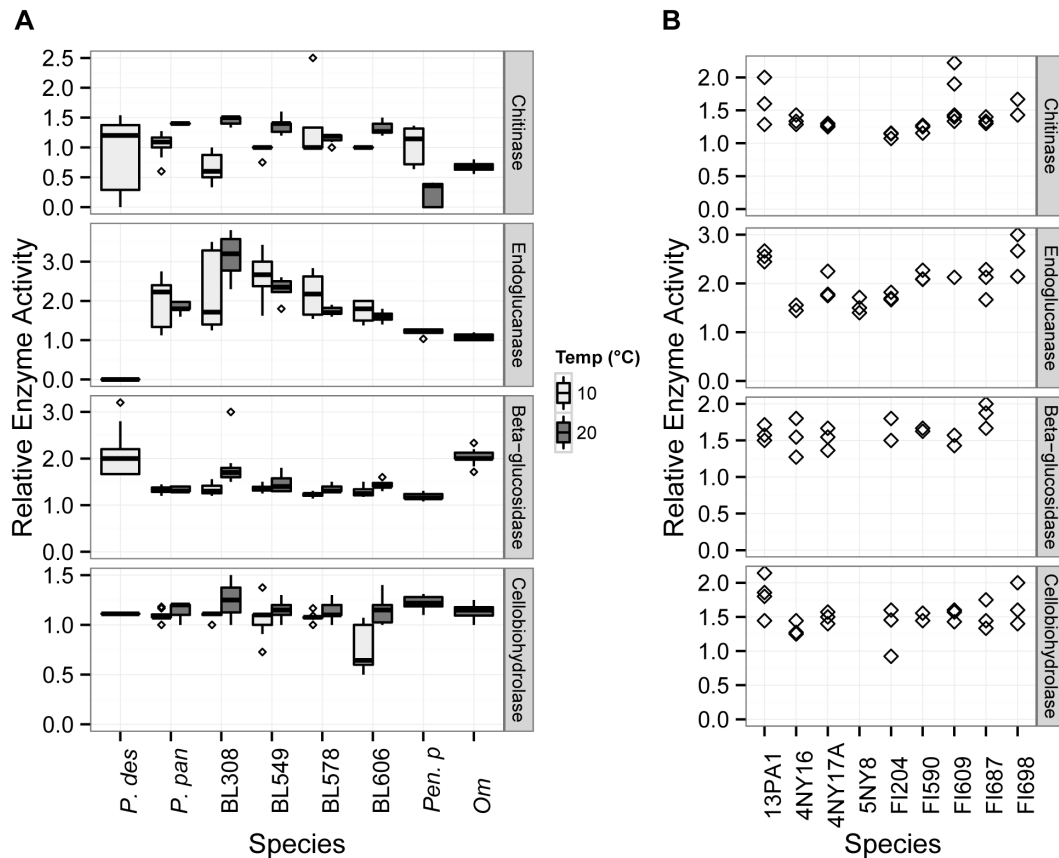 A
Relative Enzyme Activity
2.5
2.0
1.5
1.0
0.5
0.0
Chitinase
3.0
2.0
1.0
0.0
Endoglucanase
3.0
2.0
1.0
0.0
Beta-glucosidase
1.5
1.0
0.5
0.0
Cellobiohydrolase
P. des
P. pan
BL308
BL549
BL578
BL606
Pen. p
Om
Species
Temp (°C)
10
20
B
Relative Enzyme Activity
2.0
1.5
1.0
0.5
0.0
Chitinase
3.0
2.0
1.0
0.0
Endoglucanase
2.0
1.5
1.0
0.5
0.0
Beta-glucosidase
2.0
1.5
1.0
0.5
0.0
Cellobiohydrolase
13PA1
4NY16
4NY17A
5NY8
FI204
FI590
FI609
FI687
FI698
Species